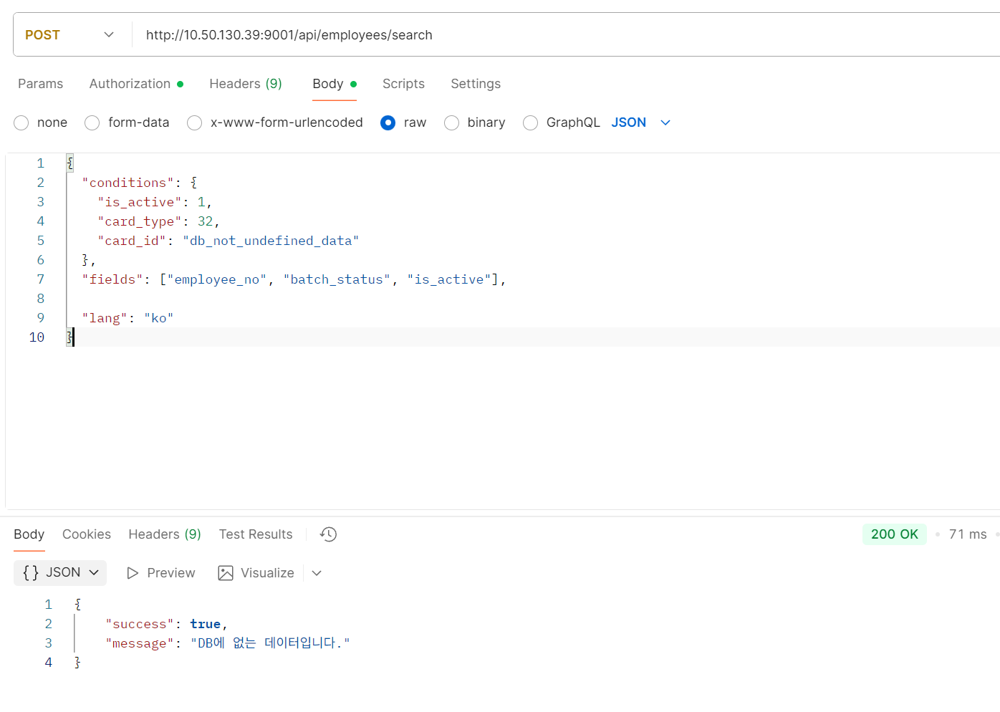 POST http://10.50.130.39:9001/api/employees/search
Params Authorization Headers (9) Body Scripts Settings
none form-data x-www-form-urlencoded raw binary GraphQL JSON
1 {
2 "conditions": {
3 "is_active": 1,
4 "card_type": 32,
5 "card_id": "db_not_undefined_data"
6 },
7 "fields": ["employee_no", "batch_status", "is_active"],
8
9 "lang": "ko"
10 }
Body Cookies Headers (9) Test Results 200 OK 71 ms
{} JSON Preview Visualize
1 {
2 "success": true,
3 "message": "DB에 없는 데이터입니다."
4 }